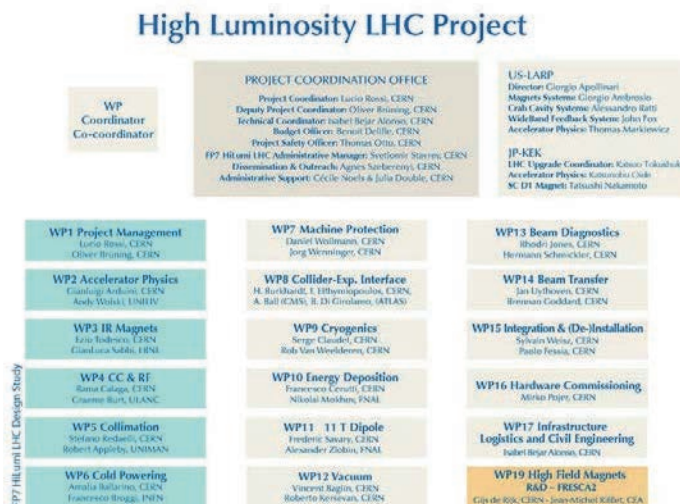 High Luminosity LHC Project
WP
Coordinator
Co-coordinator
PROJECT COORDINATION OFFICE
Project Coordinator: Lucio Rossi, CERN
Deputy Project Coordinator: Oliver Brüning, CERN
Technical Coordinator: Isabel Bejar Alonso, CERN
Budget Officer: Benoit Delille, CERN
Project Safety Officer: Thomas Otto, CERN
FP7 HiLumi LHC Administrative Manager: Svetlomir Stavrev, CERN
Dissemination & Outreach: Agnes Szeberenyi, CERN
Administrative Support: Cécile Noels & Julia Double, CERN
US-LARP
Director: Giorgio Apollinari
Magnets Systems: Giorgio Ambrosio
Crab Cavity Systems: Alessandro Ratti
WideBand Feedback System: John Fox
Accelerator Physics: Thomas Markiewicz
JP-KEK
LHC Upgrade Coordinator: Katsuo Tokushuku
Accelerator Physics: Katsunobu Oide
SC D1 Magnet: Tatsushi Nakamoto
FP7 HiLumi LHC Design Study
WP1 Project Management
Lucio Rossi, CERN
Oliver Brüning, CERN
WP2 Accelerator Physics
Gianluigi Arduini, CERN
Andy Wolski, UNILIV
WP3 IR Magnets
Ezio Todesco, CERN
GianLuca Sabbi, LBNL
WP4 CC & RF
Rama Calaga, CERN
Graeme Burt, ULANC
WP5 Collimation
Stefano Redaelli, CERN
Robert Appleby, UNIMAN
WP6 Cold Powering
Amalia Ballarino, CERN
Francesco Broggi, INFN
WP7 Machine Protection
Daniel Wollmann, CERN
Jorg Wenninger, CERN
WP8 Collider-Exp. Interface
H. Burkhardt, I. Efthymiopoulos, CERN,
A. Ball (CMS), B. Di Girolamo, (ATLAS)
WP9 Cryogenics
Serge Claudet, CERN
Rob Van Weelderen, CERN
WP10 Energy Deposition
Francesco Cerutti, CERN
Nikolai Mokhov, FNAL
WP11 11 T Dipole
Frederic Savary, CERN
Alexander Zlobin, FNAL
WP12 Vacuum
Vincent Baglin, CERN
Roberto Kersevan, CERN
WP13 Beam Diagnostics
Rhodri Jones, CERN
Hermann Schmickler, CERN
WP14 Beam Transfer
Jan Uythoven, CERN
Brennan Goddard, CERN
WP15 Integration & (De-)Installation
Sylvain Weisz, CERN
Paolo Fessia, CERN
WP16 Hardware Commissioning
Mirko Pojer, CERN
WP17 Infrastructure
Logistics and Civil Engineering
Isabel Bejar Alonso, CERN
WP19 High Field Magnets
R&D – FRESCA2
Gijs de Rijk, CERN - Jean-Michel Rifflet, CEA